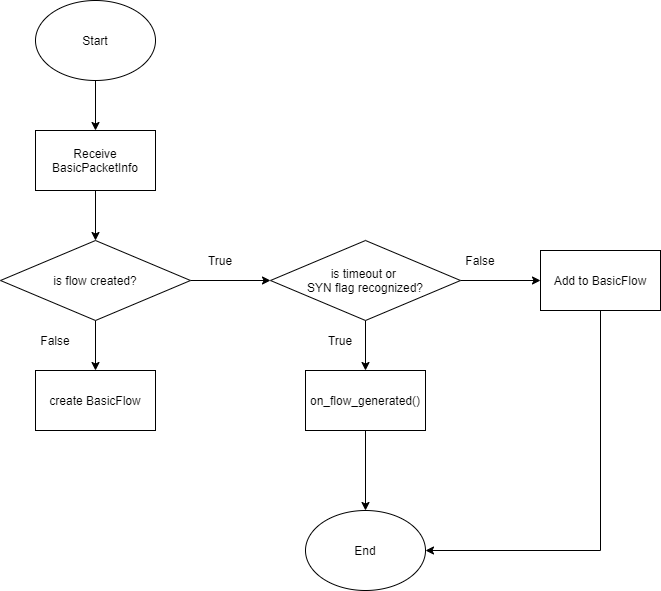 Start
Receive
BasicPacketInfo
is flow created?
True
is timeout or
SYN flag recognized?
False
Add to BasicFlow
False
True
create BasicFlow
on_flow_generated()
End